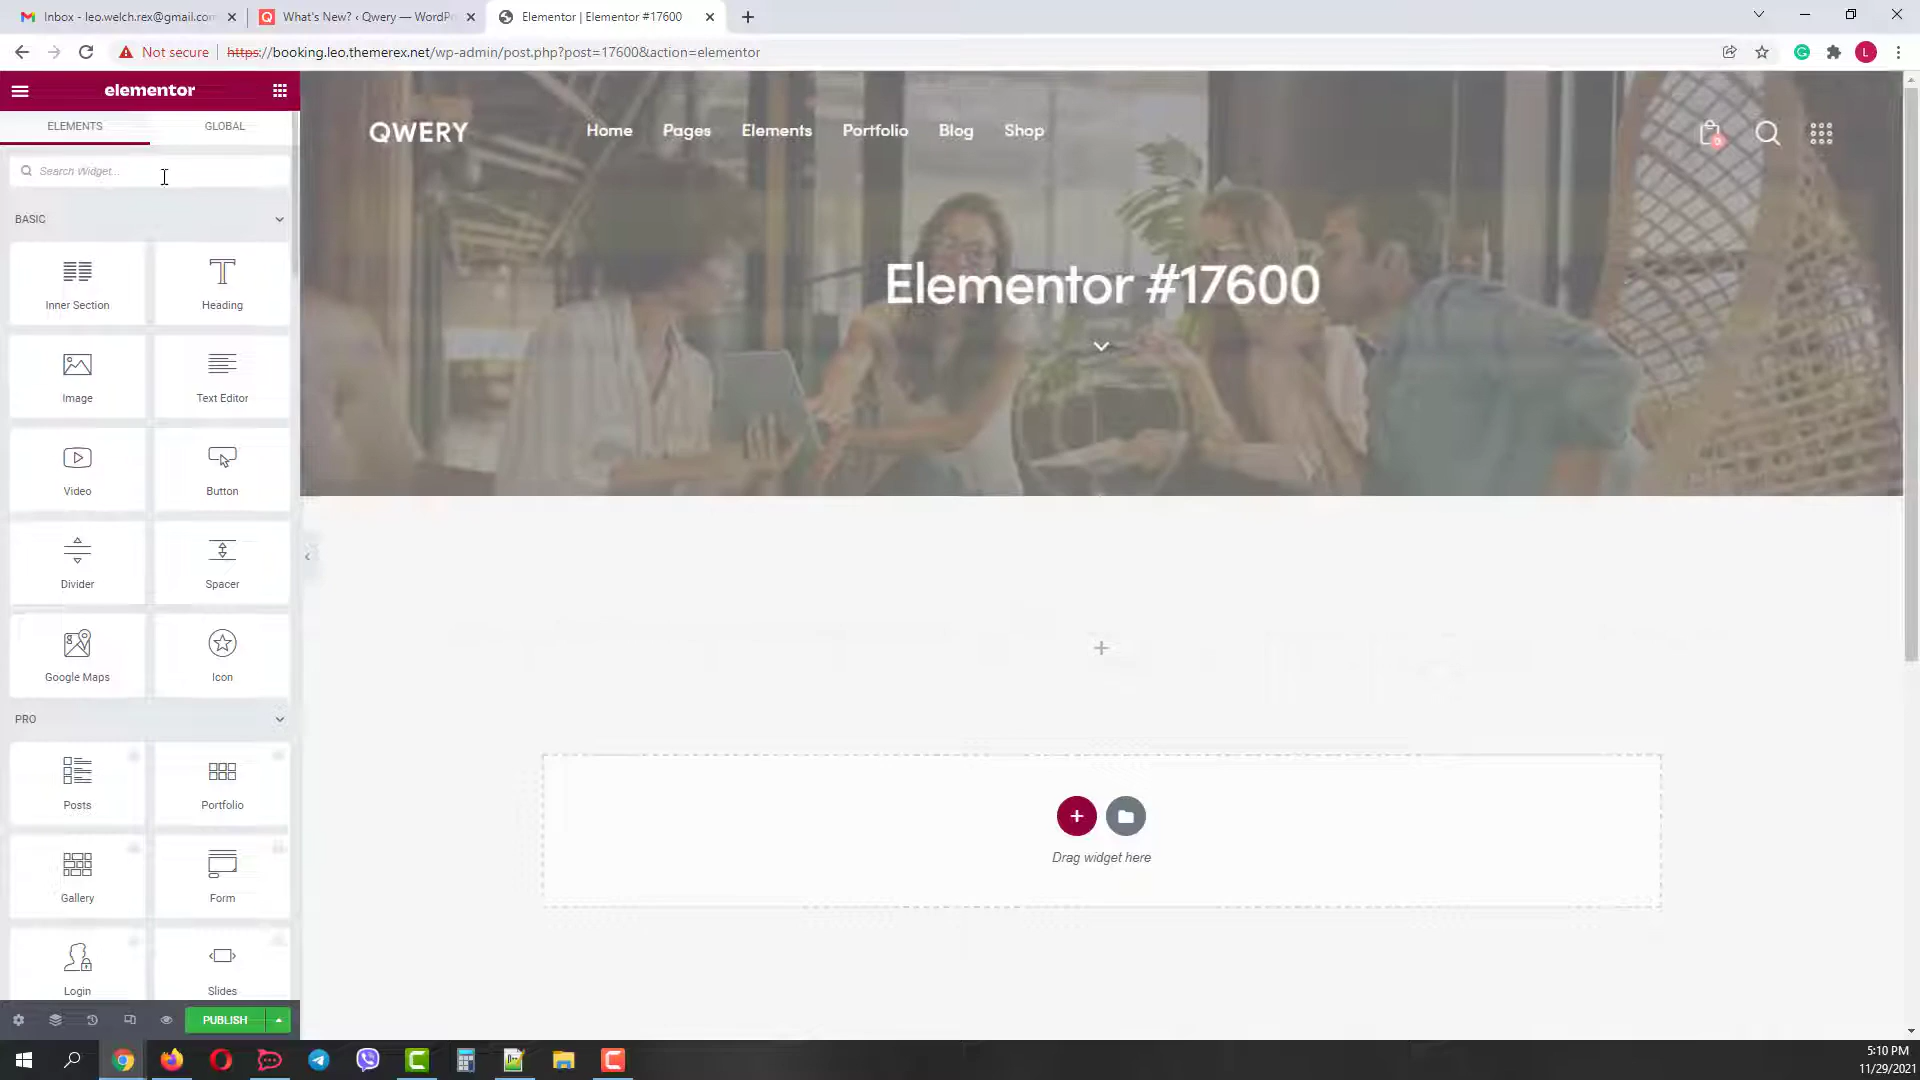 Inbox - leo.welch.rex@gmail.com
What's New? ‹ Qwery — WordPr
Elementor | Elementor #17600
Not secure
https://booking.leo.themerex.net/wp-admin/post.php?post=17600&action=elementor
L
elementor
ELEMENTS
GLOBAL
QWERY
Home
Pages
Elements
Portfolio
Blog
Shop
0
Search Widget...
BASIC
Inner Section
Heading
Elementor #17600
Image
Text Editor
Video
Button
Divider
Spacer
Google Maps
Icon
PRO
Posts
Portfolio
Drag widget here
Gallery
Form
Login
Slides
PUBLISH
5:10 PM
11/29/2021